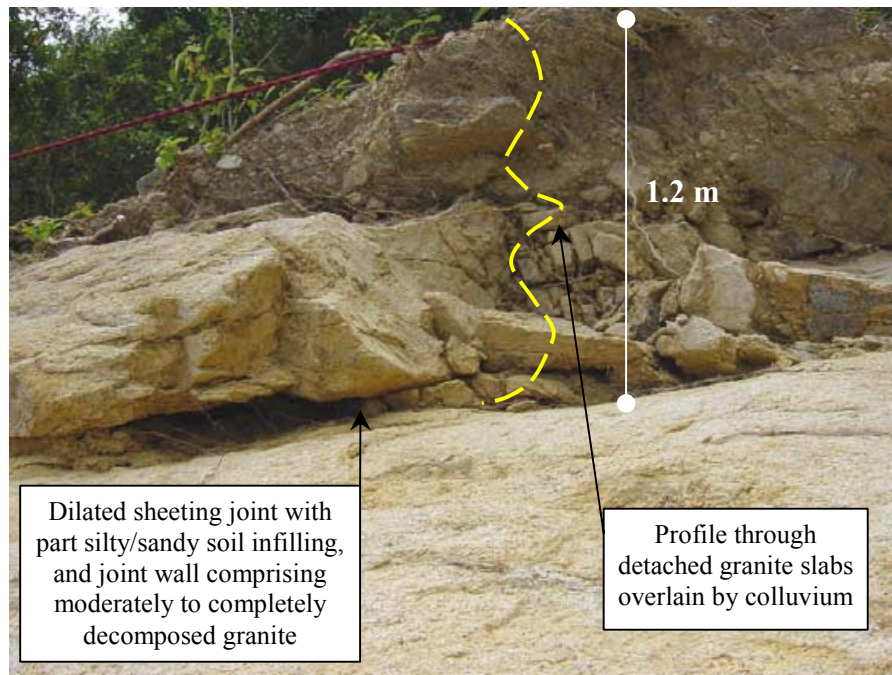 1.2 m
Dilated sheeting joint with
part silty/sandy soil infilling,
and joint wall comprising
moderately to completely
decomposed granite
Profile through
detached granite slabs
overlain by colluvium